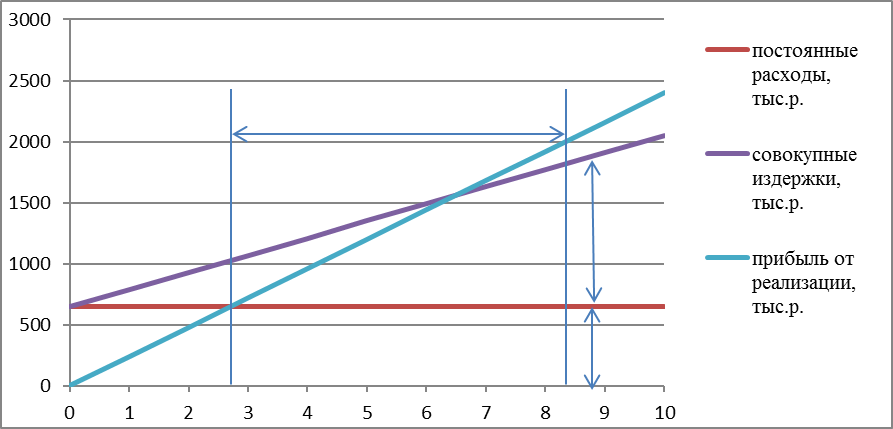 3000
2500
2000
1500
1000
500
0
0 1 2 3 4 5 6 7 8 9 10
постоянные
расходы,
тыс.р.
совокупные
издержки,
тыс.р.
прибыль от
реализации,
тыс.р.